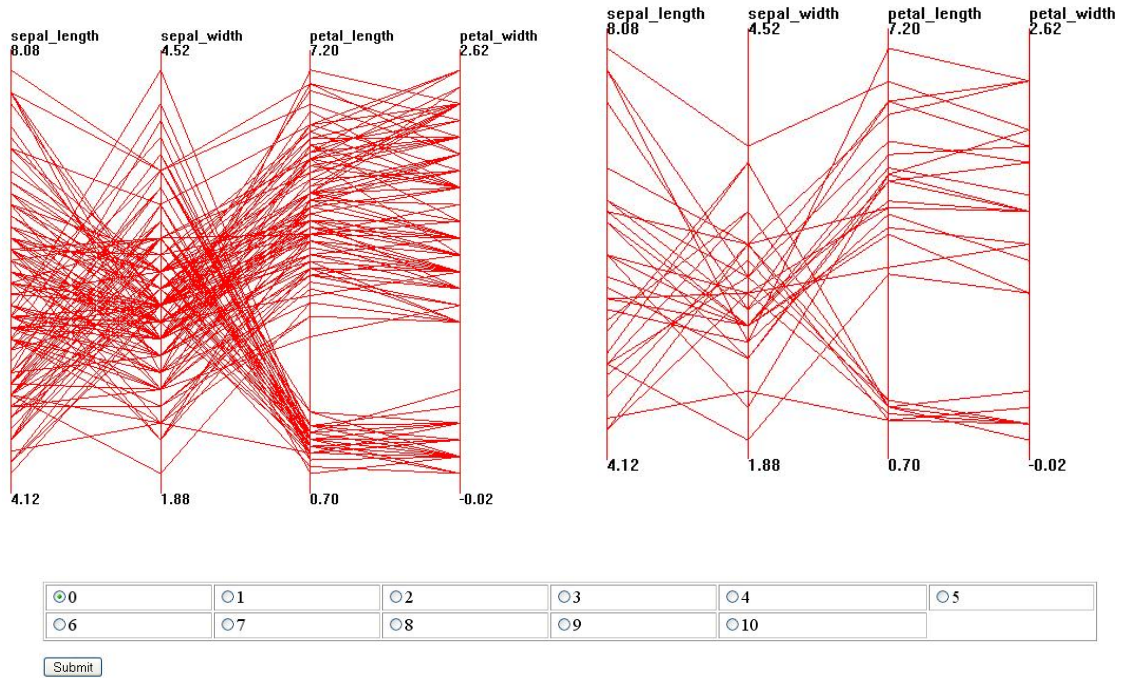 sepal_length sepal_width petal_length petal_width
8.08 4.52 7.20 2.62
4.12 1.88 0.70 -0.02
sepal_length sepal_width petal_length petal_width
8.08 4.52 7.20 2.62
4.12 1.88 0.70 -0.02
0 1 2 3 4 5
6 7 8 9 10
Submit